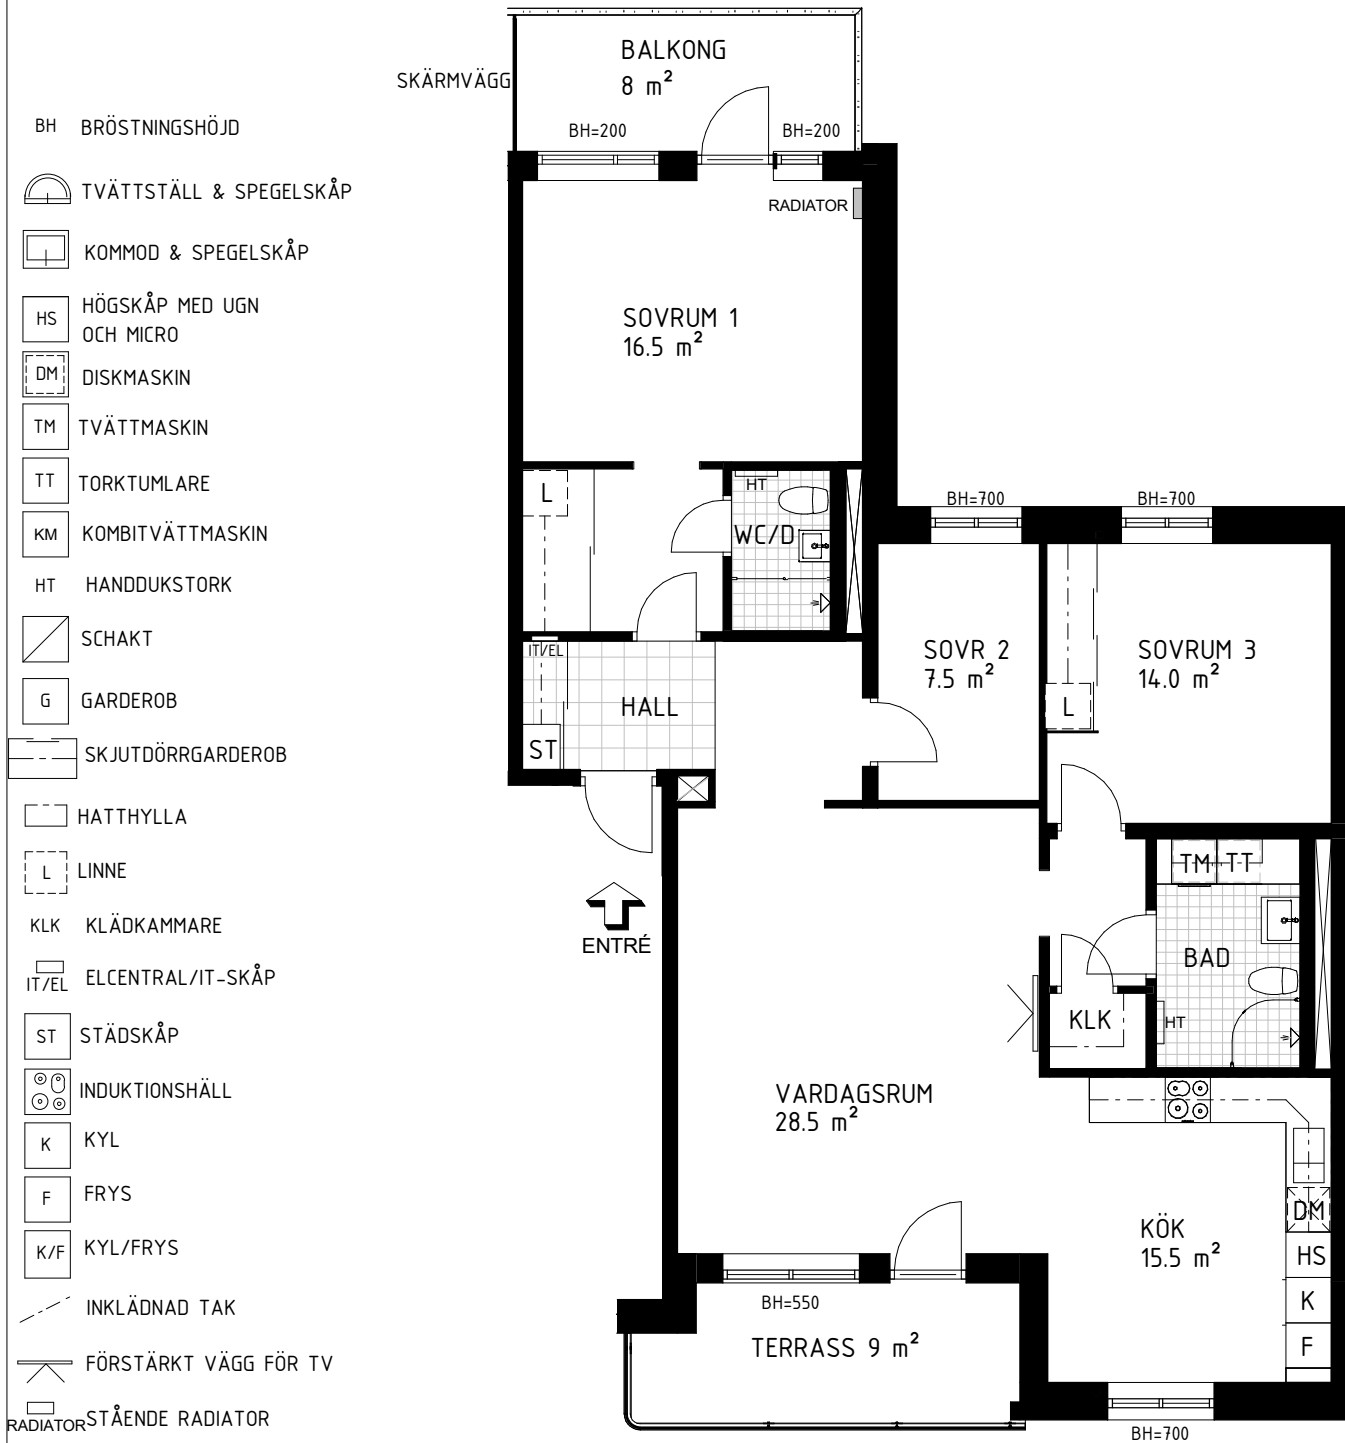 BH BRÖSTNINGSHÖJD
TVÄTTSTÄLL & SPEGELSKÅP
KOMMOD & SPEGELSKÅP
HS HÖGSKÅP MED UGN
OCH MICRO
DM DISKMASKIN
TM TVÄTTMASKIN
TT TORKTUMLARE
KM KOMBITVÄTTMASKIN
HT HANDDUKSTORK
SCHAKT
G GARDEROB
SKJUTDÖRRGARDEROB
HATTHYLLA
L LINNE
KLK KLÄDKAMMARE
IT/EL ELCENTRAL/IT-SKÅP
ST STÄDSKÅP
INDUKTIONSHÄLL
K KYL
F FRYS
K/F KYL/FRYS
INKLÄDNAD TAK
FÖRSTÄRKT VÄGG FÖR TV
RADIATOR STÅENDE RADIATOR
BALKONG
8 m²
SKÄRMVÄGG
BH=200
BH=200
RADIATOR
SOVRUM 1
16.5 m²
L
HT
WC/D
BH=700
BH=700
IT/EL
HALL
ST
SOVR 2
7.5 m²
SOVRUM 3
14.0 m²
L
ENTRÉ
TM TT
BAD
KLK
HT
VARDAGSRUM
28.5 m²
KÖK
15.5 m²
DM
HS
K
F
BH=550
TERRASS 9 m²
BH=700